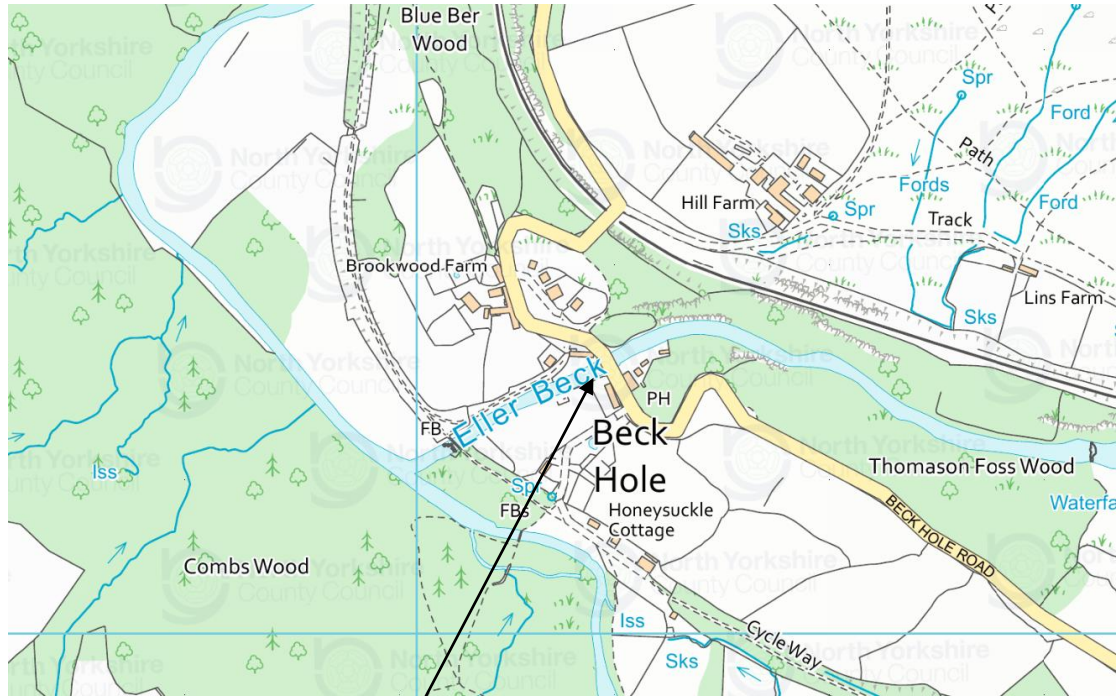 Blue Ber
Wood
Spr
Ford
Path
Fords
Hill Farm
Spr
Ford
Sks
Track
Brookwood Farm
Lins Farm
Sks
Eller Beck
PH
FB
Beck
Hole
Thomason Foss Wood
Iss
Spr
FBs
Honeysuckle
Cottage
BECK HOLE ROAD
Combs Wood
Iss
Cycle Way
Sks
North Yorkshire
County Council